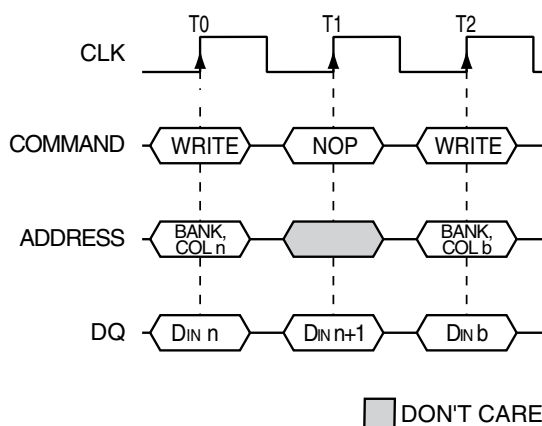 T0 T1 T2
CLK
COMMAND WRITE NOP WRITE
ADDRESS BANK, COL n BANK, COL b
DQ DIN n DIN n+1 DIN b
DON'T CARE